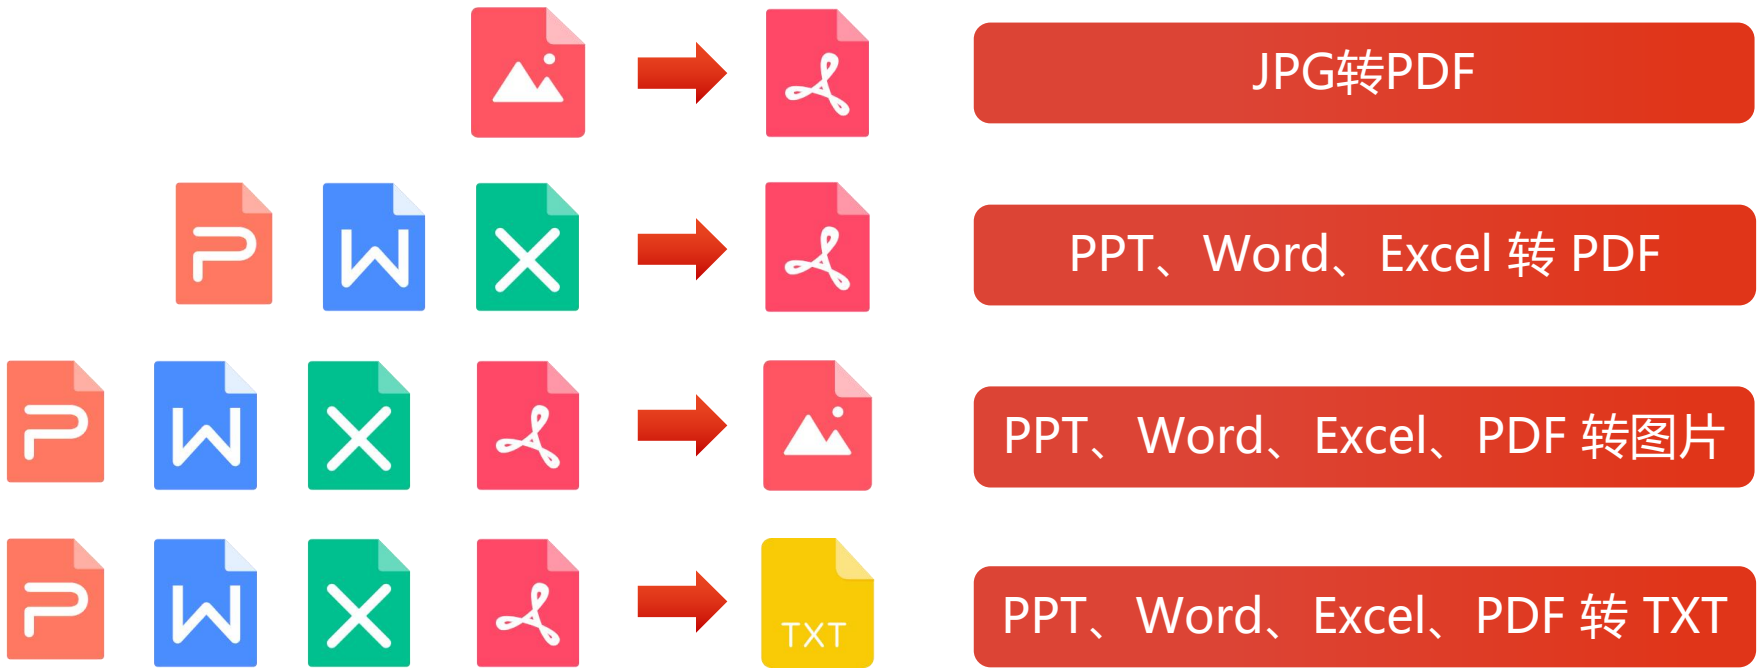 JPG转PDF
PPT、Word、Excel 转 PDF
PPT、Word、Excel、PDF 转图片
TXT
PPT、Word、Excel、PDF 转 TXT